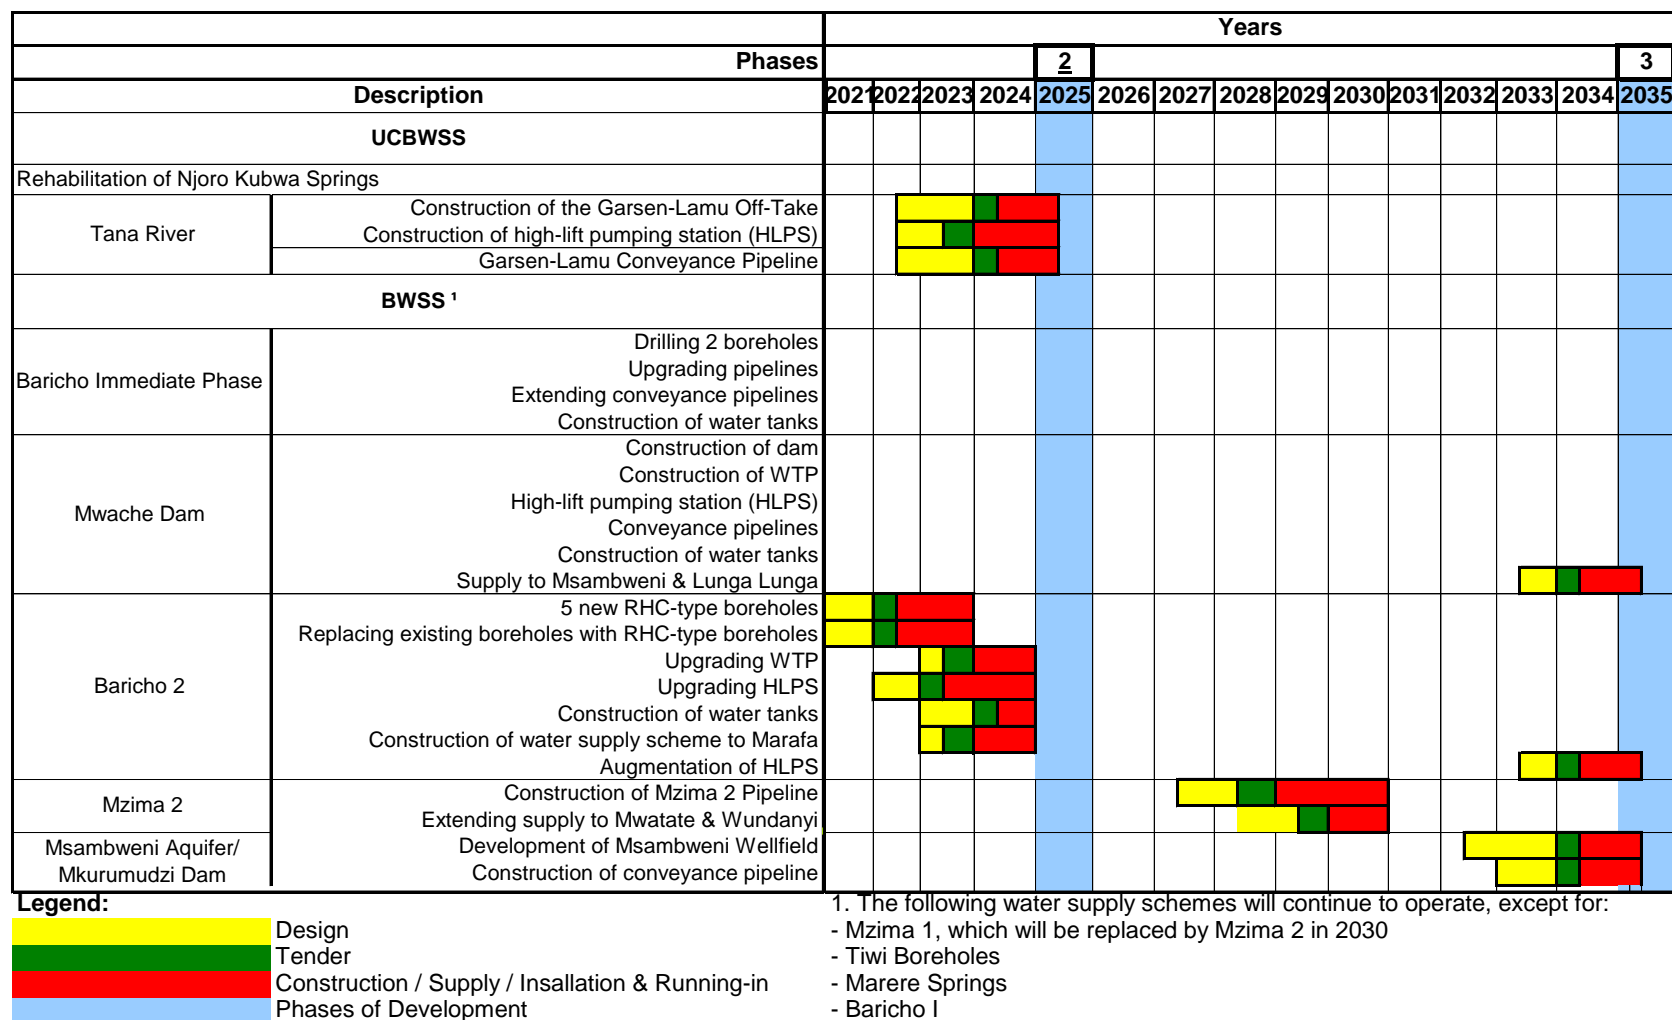 Years
Phases 2 3
Description 2021 2022 2023 2024 2025 2026 2027 2028 2029 2030 2031 2032 2033 2034 2035
UCBWSS
Rehabilitation of Njoro Kubwa Springs
Tana River
Construction of the Garsen-Lamu Off-Take
Construction of high-lift pumping station (HLPS)
Garsen-Lamu Conveyance Pipeline
BWSS ¹
Baricho Immediate Phase
Drilling 2 boreholes
Upgrading pipelines
Extending conveyance pipelines
Construction of water tanks
Mwache Dam
Construction of dam
Construction of WTP
High-lift pumping station (HLPS)
Conveyance pipelines
Construction of water tanks
Supply to Msambweni & Lunga Lunga
Baricho 2
5 new RHC-type boreholes
Replacing existing boreholes with RHC-type boreholes
Upgrading WTP
Upgrading HLPS
Construction of water tanks
Construction of water supply scheme to Marafa
Augmentation of HLPS
Mzima 2
Construction of Mzima 2 Pipeline
Extending supply to Mwatate & Wundanyi
Msambweni Aquifer/
Mkurumudzi Dam
Development of Msambweni Wellfield
Construction of conveyance pipeline
Legend:
Design
Tender
Construction / Supply / Insallation & Running-in
Phases of Development
1. The following water supply schemes will continue to operate, except for:
- Mzima 1, which will be replaced by Mzima 2 in 2030
- Tiwi Boreholes
- Marere Springs
- Baricho I